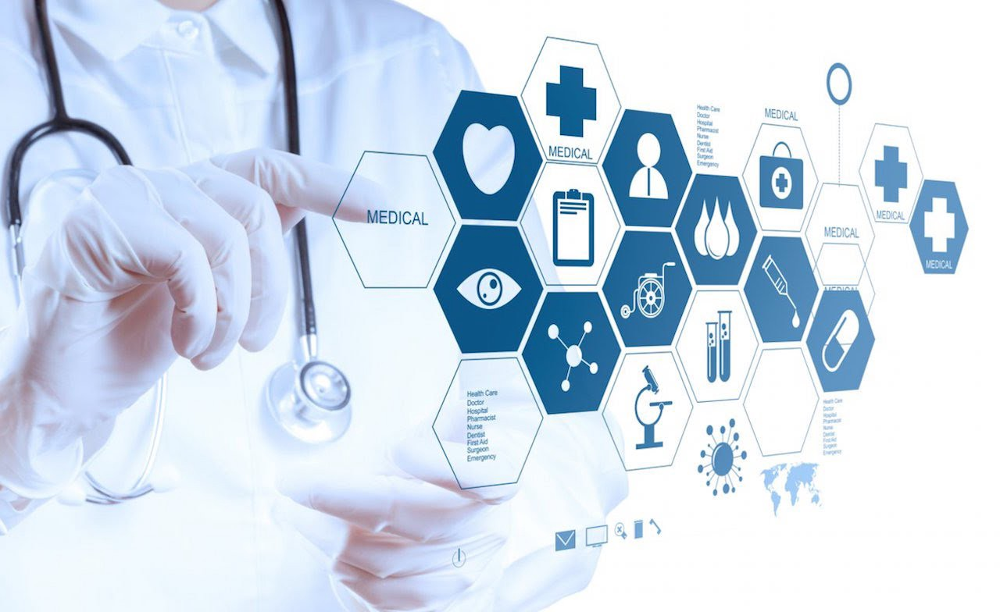 MEDICAL
MEDICAL
Health Care
Doctor
Hospital
Pharmacist
Nurse
Dentist
First Aid
Surgeon
Emergency
MEDICAL
MEDICAL
MEDICAL
MEDICAL
MEDICAL
Health Care
Doctor
Hospital
Pharmacist
Nurse
Dentist
First Aid
Surgeon
Emergency
Health Care
Doctor
Hospital
Pharmacist
Nurse
Dentist
First Aid
Surgeon
Emergency